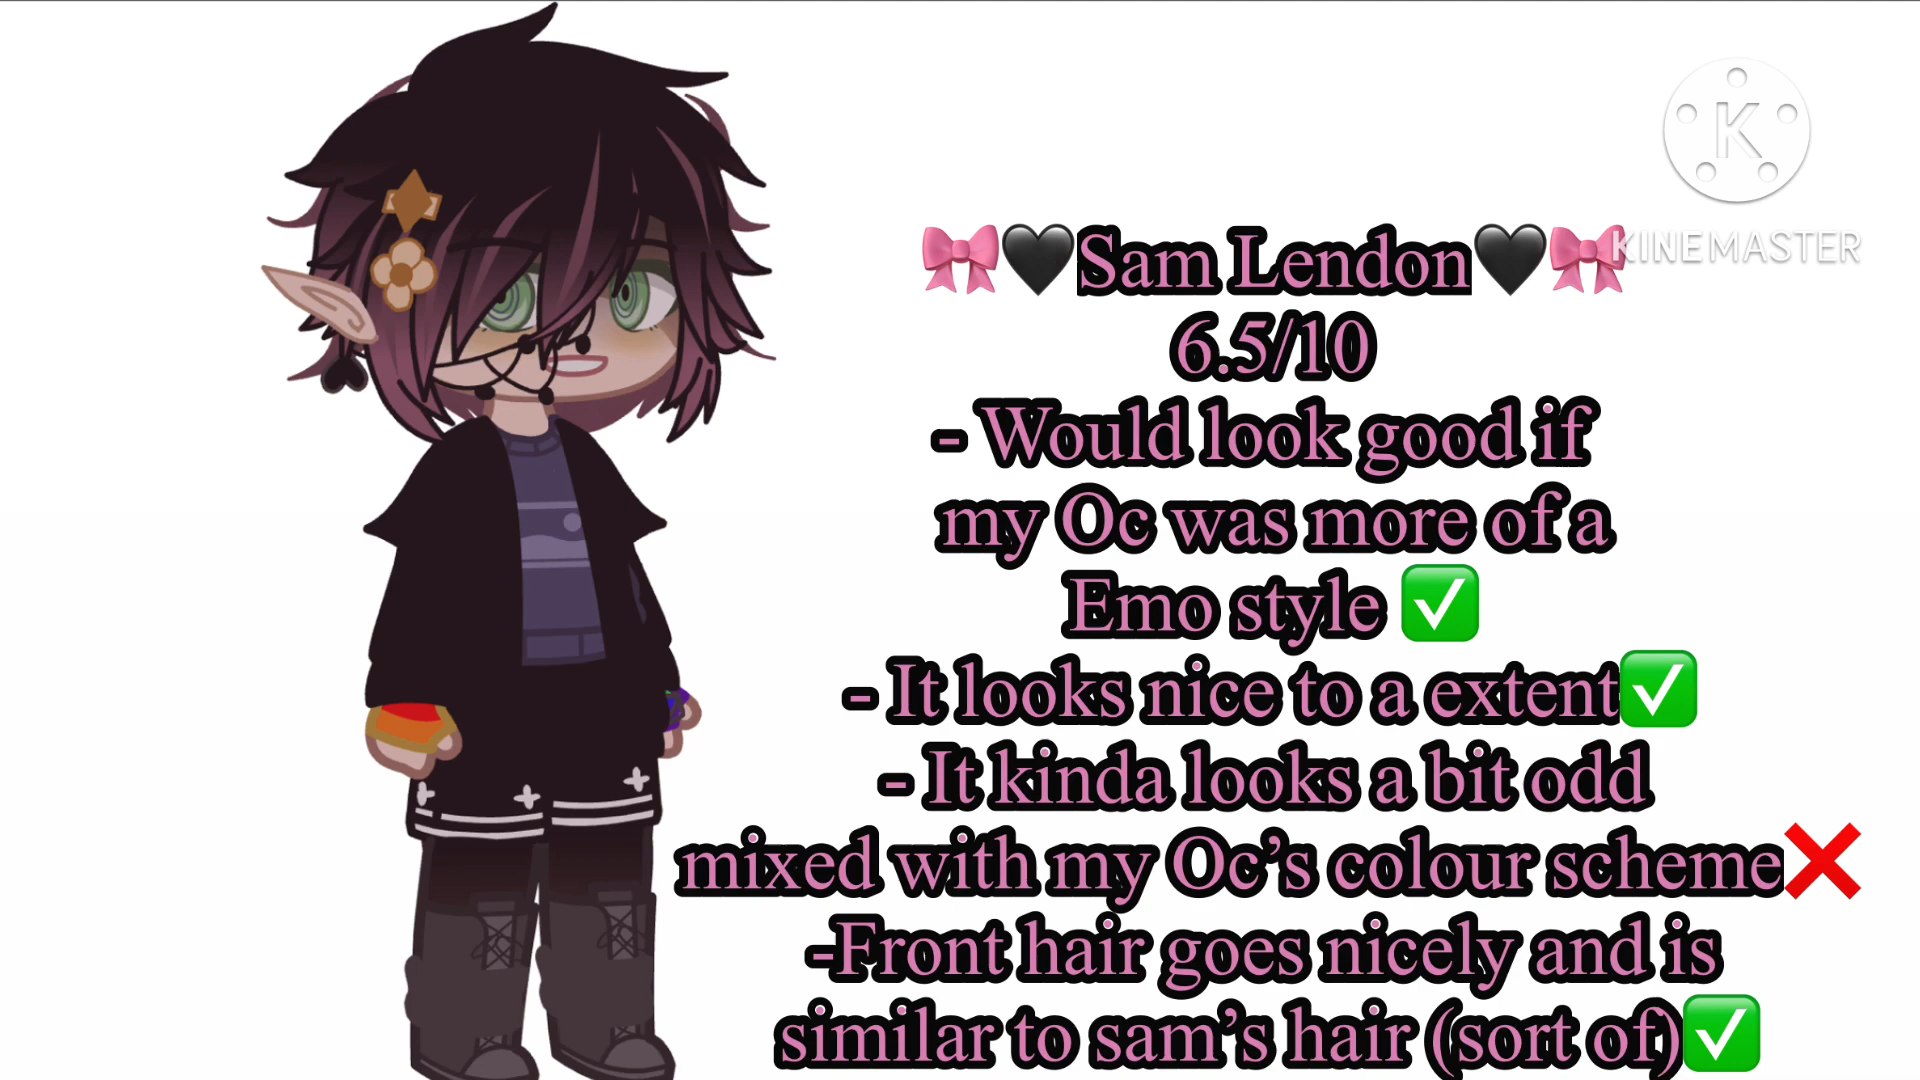 K
KINEMASTER
🎀🖤Sam Lendon🖤🎀
6.5/10
- Would look good if
my Oc was more of a
Emo style ✅
- It looks nice to a extent✅
- It kinda looks a bit odd
mixed with my Oc’s colour scheme❌
-Front hair goes nicely and is
similar to sam’s hair (sort of)✅